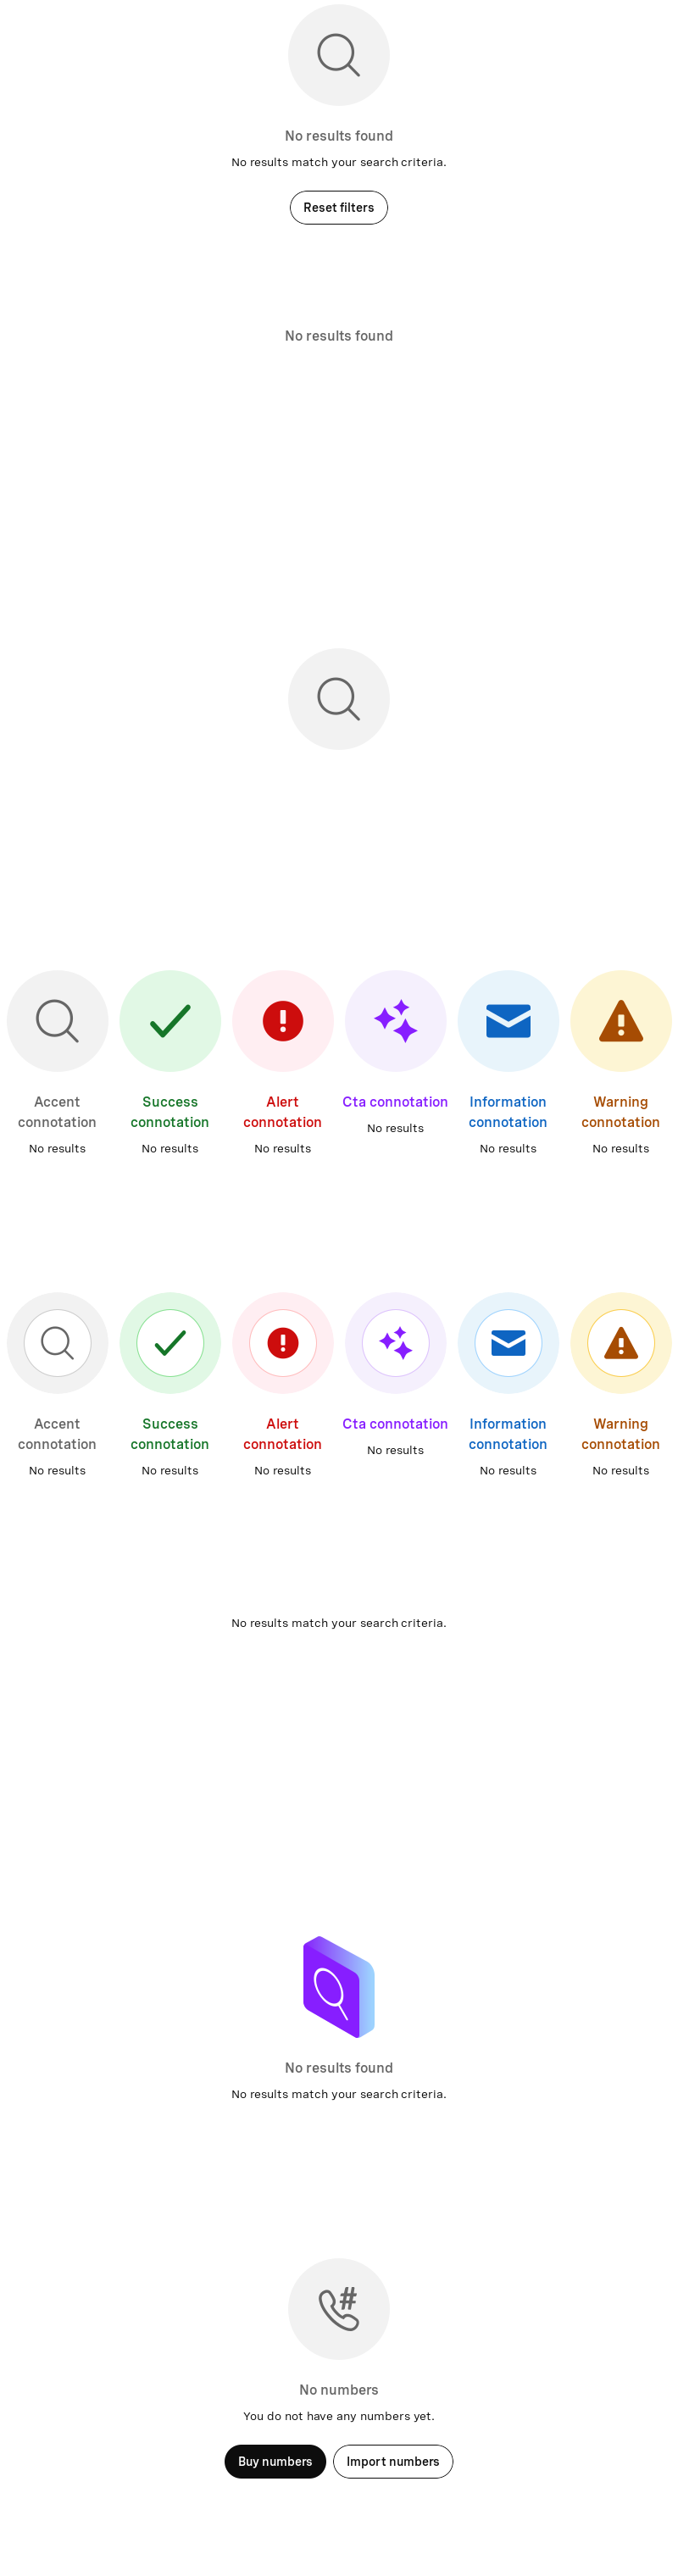 No results found
No results match your search criteria.
Reset filters
No results found
Accent
connotation
No results
Success
connotation
No results
Alert
connotation
No results
Cta connotation
No results
Information
connotation
No results
Warning
connotation
No results
Accent
connotation
No results
Success
connotation
No results
Alert
connotation
No results
Cta connotation
No results
Information
connotation
No results
Warning
connotation
No results
No results match your search criteria.
No results found
No results match your search criteria.
No numbers
You do not have any numbers yet.
Buy numbers
Import numbers